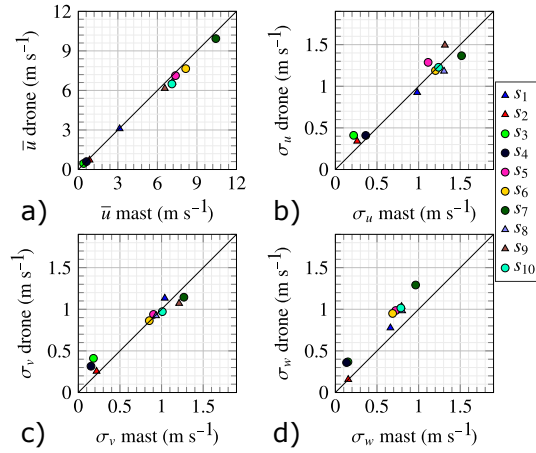 12
9
6
3
0
0 3 6 9 12
u̅ drone (m s⁻¹)
u̅ mast (m s⁻¹)
a)
1.5
1
0.5
0
0 0.5 1 1.5
σᵤ drone (m s⁻¹)
σᵤ mast (m s⁻¹)
b)
s₁
s₂
s₃
s₄
s₅
s₆
s₇
s₈
s₉
s₁₀
1.5
1
0.5
0
0 0.5 1 1.5
σᵥ drone (m s⁻¹)
σᵥ mast (m s⁻¹)
c)
1.5
1
0.5
0
0 0.5 1 1.5
σ_w drone (m s⁻¹)
σ_w mast (m s⁻¹)
d)